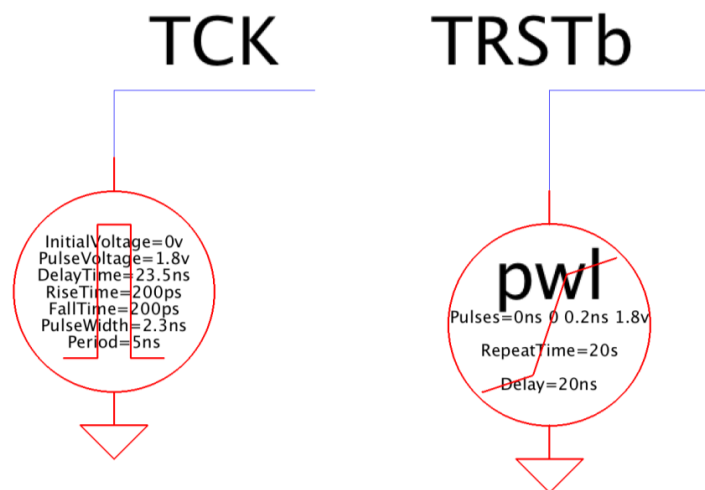 TCK
TRSTb
InitialVoltage=0v
PulseVoltage=1.8v
DelayTime=23.5ns
RiseTime=200ps
FallTime=200ps
PulseWidth=2.3ns
Period=5ns
pwl
Pulses=0ns 0 0.2ns 1.8v
RepeatTime=20s
Delay=20ns